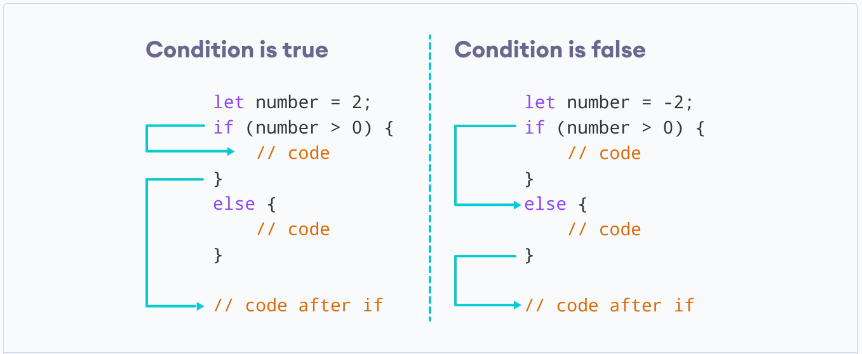 Condition is true
let number = 2;
if (number > 0) {
// code
}
else {
// code
}
// code after if
Condition is false
let number = -2;
if (number > 0) {
// code
}
else {
// code
}
// code after if